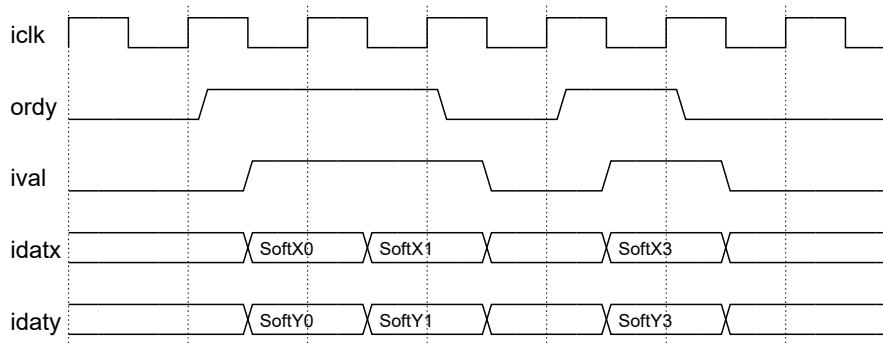 iclk
ordy
ival
idatx SoftX0 SoftX1 SoftX3
idaty SoftY0 SoftY1 SoftY3